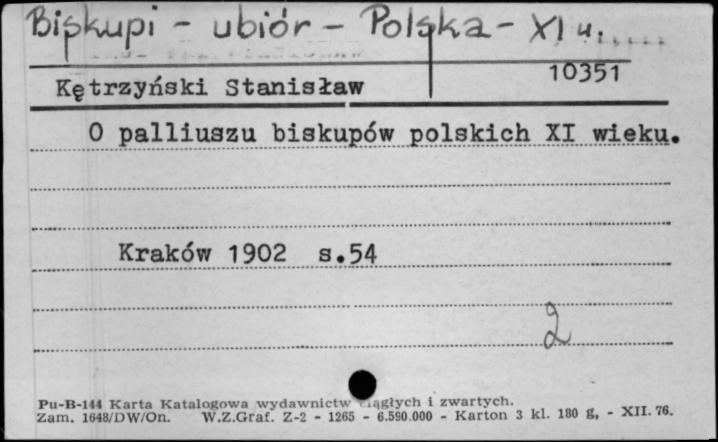 Biskupi - ubiór - Polska - XI w.
10351
Kętrzyński Stanisław
O palliuszu biskupów polskich XI wieku.
Kraków 1902 s.54
2
Pu-B-144 Karta Katalogowa wydawnictw ciągłych i zwartych.
Zam. 1648/DW/On. W.Z.Graf. Z-2 - 1265 - 6.590.000 - Karton 3 kl. 180 g, - XII. 76.